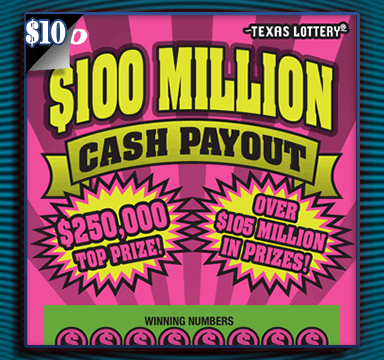 $10
TEXAS LOTTERY®
$100 MILLION
CASH PAYOUT
$250,000
TOP PRIZE!
OVER
$105 MILLION
IN PRIZES!
WINNING NUMBERS
$ $ $ $ $ $ $ $